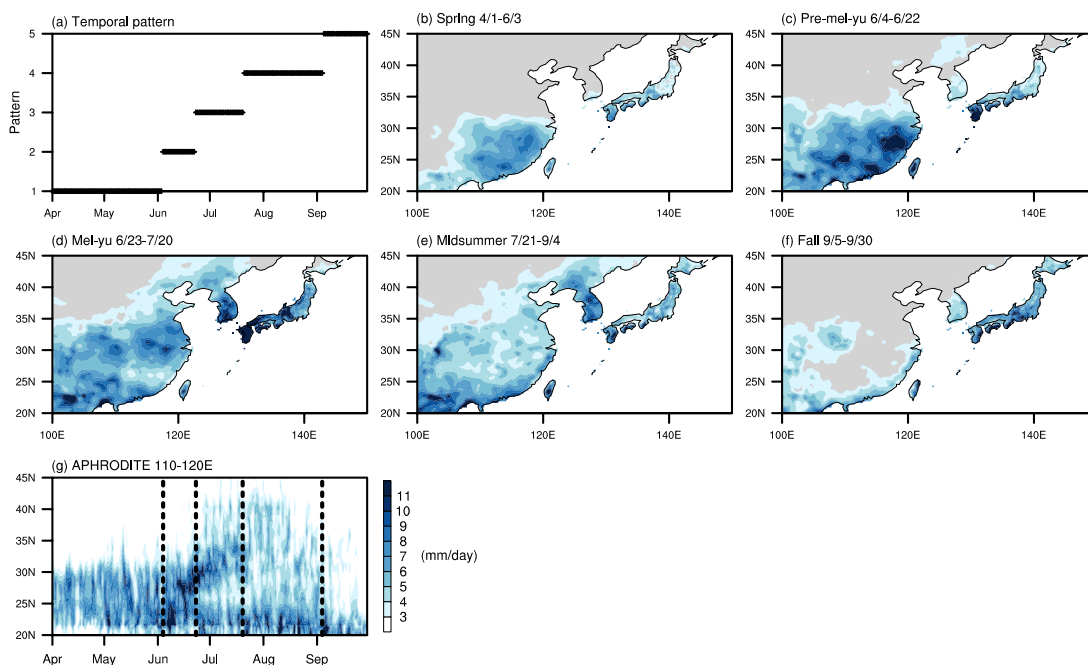 (a) Temporal pattern
Pattern
5
4
3
2
1
Apr May Jun Jul Aug Sep
(b) Spring 4/1-6/3
45N
40N
35N
30N
25N
20N
100E 120E 140E
(c) Pre-mei-yu 6/4-6/22
45N
40N
35N
30N
25N
20N
100E 120E 140E
(d) Mei-yu 6/23-7/20
45N
40N
35N
30N
25N
20N
100E 120E 140E
(e) Midsummer 7/21-9/4
45N
40N
35N
30N
25N
20N
100E 120E 140E
(f) Fall 9/5-9/30
45N
40N
35N
30N
25N
20N
100E 120E 140E
(g) APHRODITE 110-120E
45N
40N
35N
30N
25N
20N
Apr May Jun Jul Aug Sep
11
10
9
8
7
6
5
4
3
(mm/day)